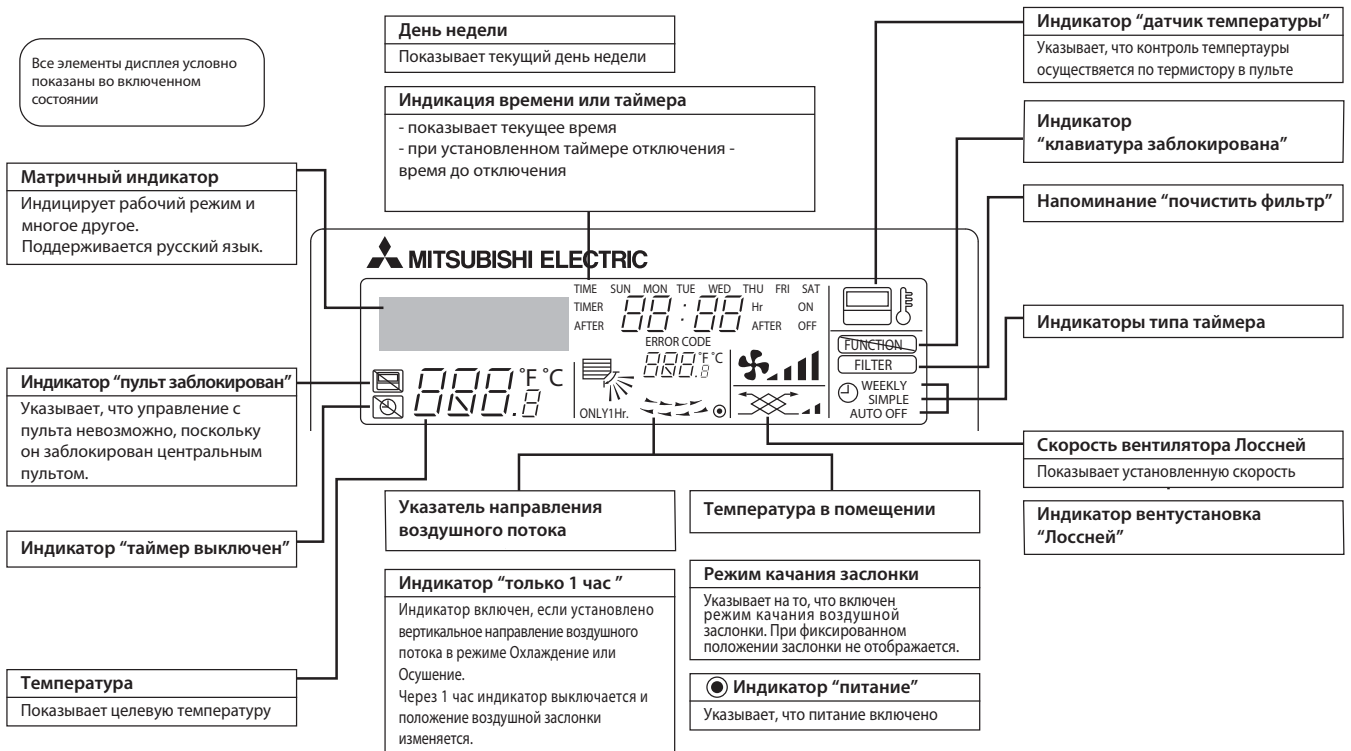 Все элементы дисплея условно
показаны во включенном
состоянии
День недели
Показывает текущий день недели
Индикация времени или таймера
- показывает текущее время
- при установленном таймере отключения -
время до отключения
Индикатор “датчик температуры”
Указывает, что контроль темпертауры
осуществяется по термистору в пульте
Индикатор
“клавиатура заблокирована”
Напоминание “почистить фильтр”
Индикаторы типа таймера
Матричный индикатор
Индицирует рабочий режим и
многое другое.
Поддерживается русский язык.
Индикатор “пульт заблокирован”
Указывает, что управление с
пульта невозможно, поскольку
он заблокирован центральным
пультом.
Индикатор “таймер выключен”
Температура
Показывает целевую температуру
MITSUBISHI ELECTRIC
TIME SUN MON TUE WED THU FRI SAT
TIMER 88:88 Hr ON
AFTER AFTER OFF
ERROR CODE
888.8 °F °C
888.8 °F °C
ONLY1Hr.
FUNCTION
FILTER
WEEKLY
SIMPLE
AUTO OFF
Указатель направления
воздушного потока
Индикатор “только 1 час ”
Индикатор включен, если установлено
вертикальное направление воздушного
потока в режиме Охлаждение или
Осушение.
Через 1 час индикатор выключается и
положение воздушной заслонки
изменяется.
Температура в помещении
Режим качания заслонки
Указывает на то, что включен
режим качания воздушной
заслонки. При фиксированном
положении заслонки не отображается.
Индикатор “питание”
Указывает, что питание включено
Скорость вентилятора Лоссней
Показывает установленную скорость
Индикатор вентустановка
“Лоссней”